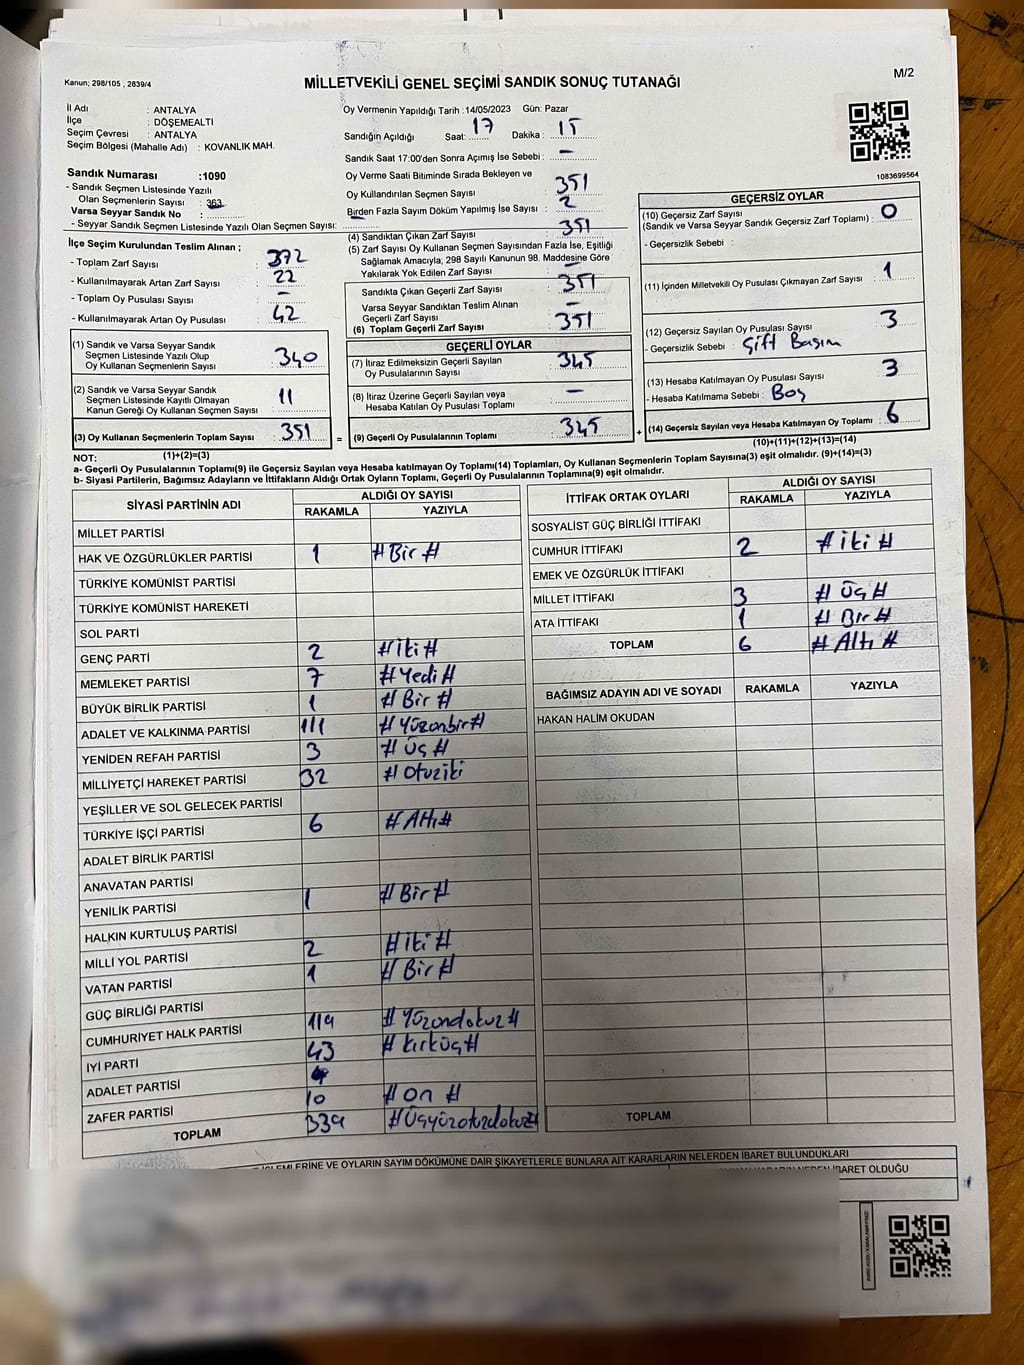 M/2
Kanun; 298/105 , 2839/4
MİLLETVEKİLİ GENEL SEÇİMİ SANDIK SONUÇ TUTANAĞI
İl Adı : ANTALYA
İlçe : DÖŞEMEALTI
Seçim Çevresi : ANTALYA
Seçim Bölgesi (Mahalle Adı) : KOVANLIK MAH.
Sandık Numarası :1090
- Sandık Seçmen Listesinde Yazılı
Olan Seçmenlerin Sayısı : 363
Varsa Seyyar Sandık No :
- Seyyar Sandık Seçmen Listesinde Yazılı Olan Seçmen Sayısı:
Oy Vermenin Yapıldığı Tarih :14/05/2023 Gün: Pazar
Sandığın Açıldığı Saat: 17 Dakika : 15
Sandık Saat 17:00'den Sonra Açımış İse Sebebi : –
Oy Verme Saati Bitiminde Sırada Bekleyen ve
Oy Kullandırılan Seçmen Sayısı : 351
Birden Fazla Sayım Döküm Yapılmış İse Sayısı : 2
(4) Sandıktan Çıkan Zarf Sayısı : 351
(5) Zarf Sayısı Oy Kullanan Seçmen Sayısından Fazla İse, Eşitliği
Sağlamak Amacıyla; 298 Sayılı Kanunun 98. Maddesine Göre
Yakılarak Yok Edilen Zarf Sayısı : –
Sandıkta Çıkan Geçerli Zarf Sayısı : 351
Varsa Seyyar Sandıktan Teslim Alınan
Geçerli Zarf Sayısı : –
(6) Toplam Geçerli Zarf Sayısı : 351
1083699564
GEÇERSİZ OYLAR
(10) Geçersiz Zarf Sayısı
(Sandık ve Varsa Seyyar Sandık Geçersiz Zarf Toplamı) : 0
- Geçersizlik Sebebi :
(11) İçinden Milletvekili Oy Pusulası Çıkmayan Zarf Sayısı : 1
(12) Geçersiz Sayılan Oy Pusulası Sayısı : 3
- Geçersizlik Sebebi : Çift Basım
(13) Hesaba Katılmayan Oy Pusulası Sayısı : 3
- Hesaba Katılmama Sebebi : Boş
(14) Geçersiz Sayılan veya Hesaba Katılmayan Oy Toplamı : 6
(10)+(11)+(12)+(13)=(14)
İlçe Seçim Kurulundan Teslim Alınan ;
- Toplam Zarf Sayısı : 372
- Kullanılmayarak Artan Zarf Sayısı : 22
- Toplam Oy Pusulası Sayısı : –
- Kullanılmayarak Artan Oy Pusulası : 42
(1) Sandık ve Varsa Seyyar Sandık
Seçmen Listesinde Yazılı Olup
Oy Kullanan Seçmenlerin Sayısı : 340
(2) Sandık ve Varsa Seyyar Sandık
Seçmen Listesinde Kayıtlı Olmayan
Kanun Gereği Oy Kullanan Seçmen Sayısı : 11
(3) Oy Kullanan Seçmenlerin Toplam Sayısı : 351
(1)+(2)=(3)
GEÇERLİ OYLAR
(7) İtiraz Edilmeksizin Geçerli Sayılan
Oy Pusulalarının Sayısı : 345
(8) İtiraz Üzerine Geçerli Sayılan veya
Hesaba Katılan Oy Pusulası Toplamı : –
= (9) Geçerli Oy Pusulalarının Toplamı : 345 +
NOT:
a- Geçerli Oy Pusulalarının Toplamı(9) ile Geçersiz Sayılan veya Hesaba katılmayan Oy Toplamı(14) Toplamları, Oy Kullanan Seçmenlerin Toplam Sayısına(3) eşit olmalıdır. (9)+(14)=(3)
b- Siyasi Partilerin, Bağımsız Adayların ve İttifakların Aldığı Ortak Oyların Toplamı, Geçerli Oy Pusulalarının Toplamına(9) eşit olmalıdır.
SİYASİ PARTİNİN ADI ALDIĞI OY SAYISI
RAKAMLA YAZIYLA
MİLLET PARTİSİ
HAK VE ÖZGÜRLÜKLER PARTİSİ 1 # Bir #
TÜRKİYE KOMÜNİST PARTİSİ
TÜRKİYE KOMÜNİST HAREKETİ
SOL PARTİ
GENÇ PARTİ 2 # iki #
MEMLEKET PARTİSİ 7 # Yedi #
BÜYÜK BİRLİK PARTİSİ 1 # Bir #
ADALET VE KALKINMA PARTİSİ 111 # Yüzonbir #
YENİDEN REFAH PARTİSİ 3 # Üç #
MİLLİYETÇİ HAREKET PARTİSİ 32 # Otuziki
YEŞİLLER VE SOL GELECEK PARTİSİ
TÜRKİYE İŞÇİ PARTİSİ 6 # Altı #
ADALET BİRLİK PARTİSİ
ANAVATAN PARTİSİ
YENİLİK PARTİSİ 1 # Bir #
HALKIN KURTULUŞ PARTİSİ
MİLLİ YOL PARTİSİ 2 # iki #
VATAN PARTİSİ 1 # Bir #
GÜÇ BİRLİĞİ PARTİSİ
CUMHURİYET HALK PARTİSİ 119 # Yüzondokuz #
İYİ PARTİ 43 # kırküç #
ADALET PARTİSİ
ZAFER PARTİSİ 10 # on #
TOPLAM 339 # Üçyüzotuzdokuz #
İTTİFAK ORTAK OYLARI ALDIĞI OY SAYISI
RAKAMLA YAZIYLA
SOSYALİST GÜÇ BİRLİĞİ İTTİFAKI
CUMHUR İTTİFAKI 2 # iki #
EMEK VE ÖZGÜRLÜK İTTİFAKI
MİLLET İTTİFAKI 3 # Üç #
ATA İTTİFAKI 1 # Bir #
TOPLAM 6 # Altı #
BAĞIMSIZ ADAYIN ADI VE SOYADI RAKAMLA YAZIYLA
HAKAN HALİM OKUDAN
TOPLAM
İŞLEMLERİNE VE OYLARIN SAYIM DÖKÜMÜNE DAİR ŞİKAYETLERLE BUNLARA AİT KARARLARIN NELERDEN İBARET BULUNDUKLARI
İBARET OLDUĞU